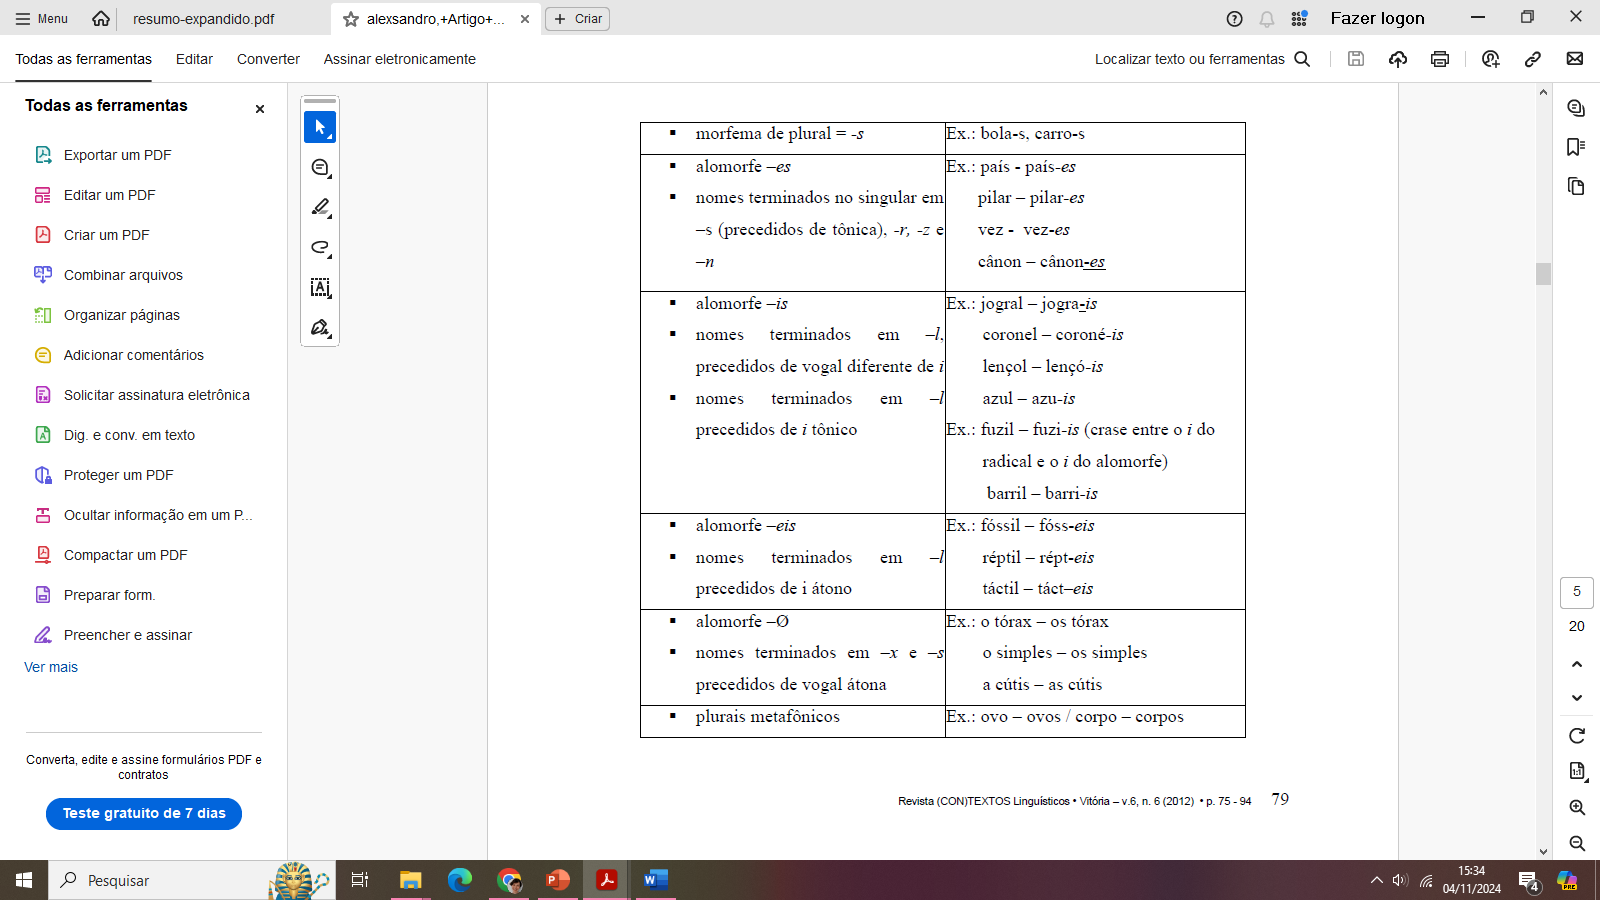 Menu
resumo-expandido.pdf
alexsandro,+Artigo+...
Criar
Fazer logon
Todas as ferramentas
Editar
Converter
Assinar eletronicamente
Localizar texto ou ferramentas
Todas as ferramentas
Exportar um PDF
Editar um PDF
Criar um PDF
Combinar arquivos
Organizar páginas
Adicionar comentários
Solicitar assinatura eletrônica
Dig. e conv. em texto
Proteger um PDF
Ocultar informação em um P...
Compactar um PDF
Preparar form.
Preencher e assinar
Ver mais
Converta, edite e assine formulários PDF e
contratos
Teste gratuito de 7 dias
▪ morfema de plural = -s
Ex.: bola-s, carro-s
▪ alomorfe –es
▪ nomes terminados no singular em
–s (precedidos de tônica), -r, -z e
–n
Ex.: país - país-es
pilar – pilar-es
vez - vez-es
cânon – cânon-es
▪ alomorfe –is
▪ nomes terminados em –l,
precedidos de vogal diferente de i
▪ nomes terminados em –l
precedidos de i tônico
Ex.: jogral – jogra-is
coronel – coroné-is
lençol – lençó-is
azul – azu-is
Ex.: fuzil – fuzi-is (crase entre o i do
radical e o i do alomorfe)
barril – barri-is
▪ alomorfe –eis
▪ nomes terminados em –l
precedidos de i átono
Ex.: fóssil – fóss-eis
réptil – répt-eis
táctil – táct–eis
▪ alomorfe –Ø
▪ nomes terminados em –x e –s
precedidos de vogal átona
Ex.: o tórax – os tórax
o simples – os simples
a cútis – as cútis
▪ plurais metafônicos
Ex.: ovo – ovos / corpo – corpos
Revista (CON)TEXTOS Linguísticos • Vitória – v.6, n. 6 (2012) • p. 75 - 94 79
5
20
1:1
Pesquisar
15:34
04/11/2024
4
PRE